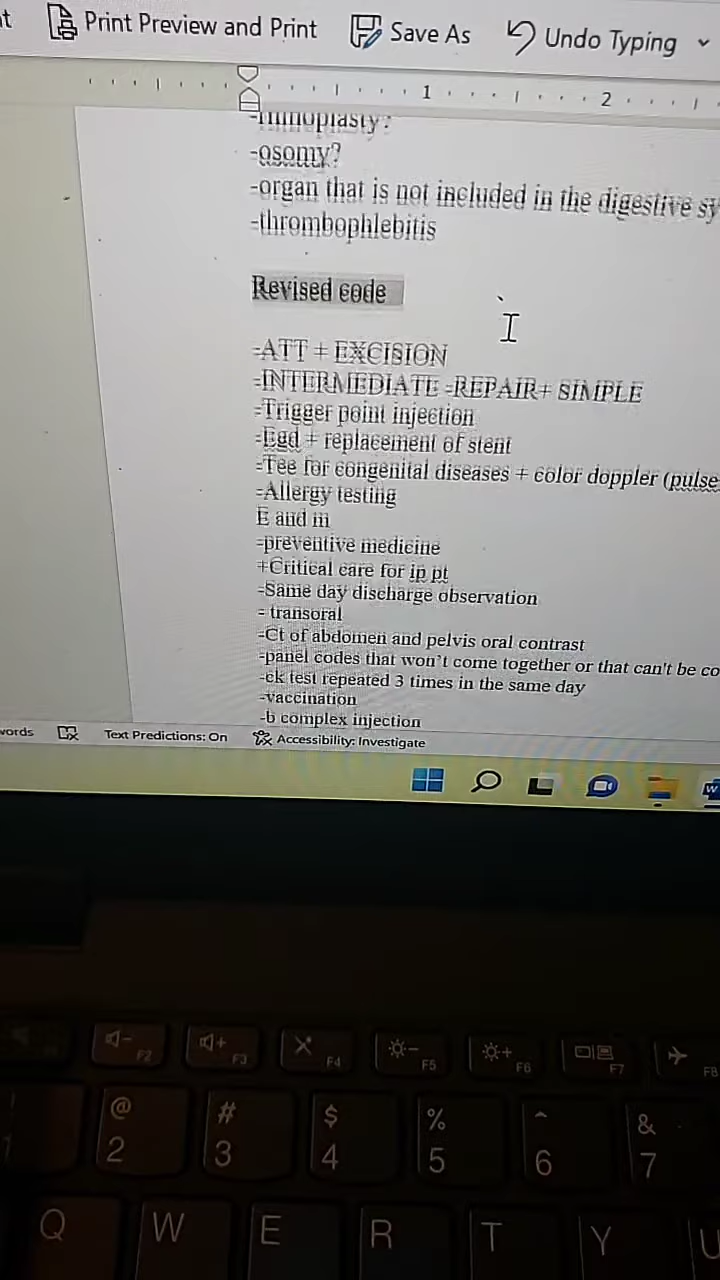 Print Preview and Print
Save As
Undo Typing
1
2
-rhinoplasty?
-osomy?
-organ that is not included in the digestive sy
-thrombophlebitis
Revised code
-ATT + EXCISION
-INTERMEDIATE -REPAIR+ SIMPLE
-Trigger point injection
-Egd + replacement of stent
-Tee for congenital diseases + color doppler (pulse
-Allergy testing
E and m
-preventive medicine
+Critical care for ip pt
-Same day discharge observation
- transoral
-Ct of abdomen and pelvis oral contrast
-panel codes that won't come together or that can't be co
-ck test repeated 3 times in the same day
-vaccination
-b complex injection
words
Text Predictions: On
Accessibility: Investigate
W
F2
F3
F4
F5
F6
F7
F8
! @ # $ % ^ &
1 2 3 4 5 6 7
Q W E R T Y U